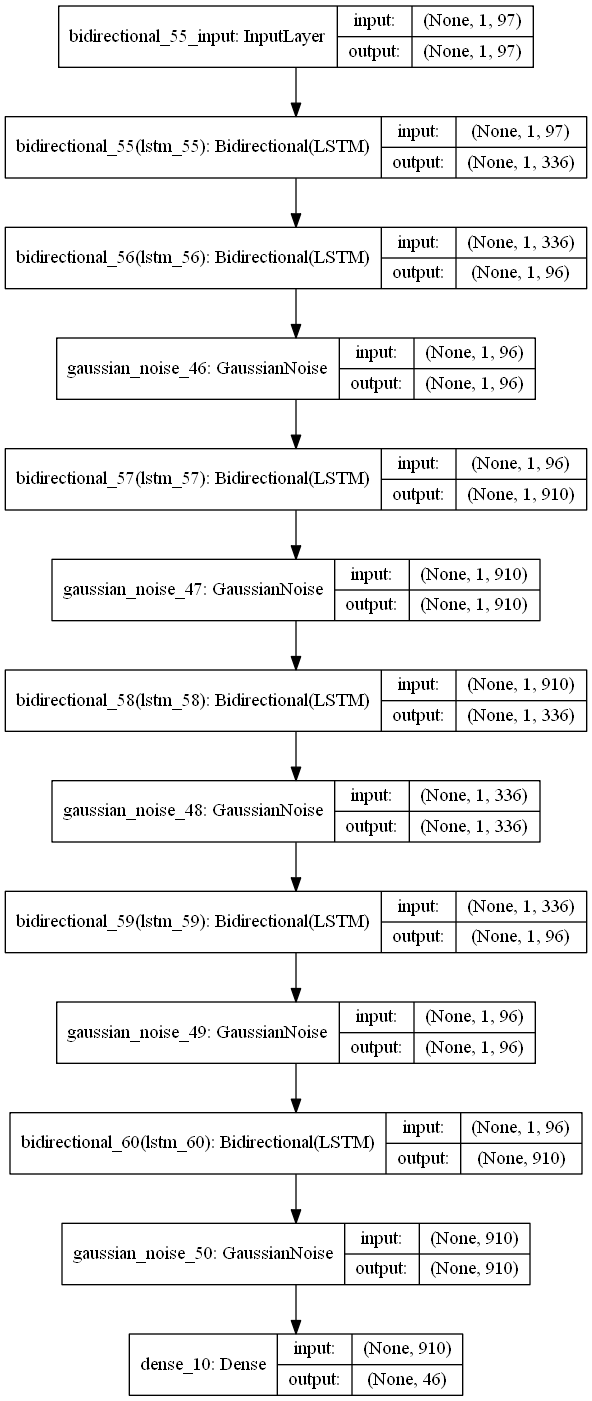 bidirectional_55_input: InputLayer
input: (None, 1, 97)
output: (None, 1, 97)
bidirectional_55(lstm_55): Bidirectional(LSTM)
input: (None, 1, 97)
output: (None, 1, 336)
bidirectional_56(lstm_56): Bidirectional(LSTM)
input: (None, 1, 336)
output: (None, 1, 96)
gaussian_noise_46: GaussianNoise
input: (None, 1, 96)
output: (None, 1, 96)
bidirectional_57(lstm_57): Bidirectional(LSTM)
input: (None, 1, 96)
output: (None, 1, 910)
gaussian_noise_47: GaussianNoise
input: (None, 1, 910)
output: (None, 1, 910)
bidirectional_58(lstm_58): Bidirectional(LSTM)
input: (None, 1, 910)
output: (None, 1, 336)
gaussian_noise_48: GaussianNoise
input: (None, 1, 336)
output: (None, 1, 336)
bidirectional_59(lstm_59): Bidirectional(LSTM)
input: (None, 1, 336)
output: (None, 1, 96)
gaussian_noise_49: GaussianNoise
input: (None, 1, 96)
output: (None, 1, 96)
bidirectional_60(lstm_60): Bidirectional(LSTM)
input: (None, 1, 96)
output: (None, 910)
gaussian_noise_50: GaussianNoise
input: (None, 910)
output: (None, 910)
dense_10: Dense
input: (None, 910)
output: (None, 46)